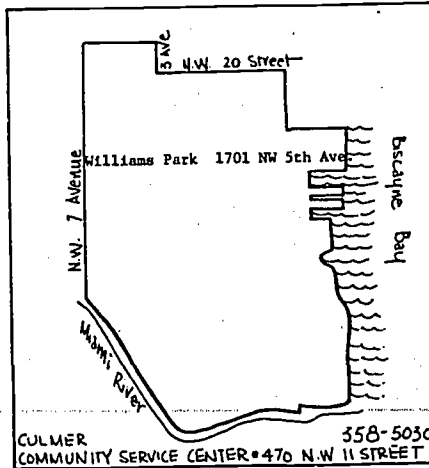 3 Ave
N.W. 20 Street
Williams Park 1701 NW 5th Ave.
N.W. 7 Avenue
Biscayne Bay
Miami River
CULMER 358-5030
COMMUNITY SERVICE CENTER • 470 N.W 11 STREET